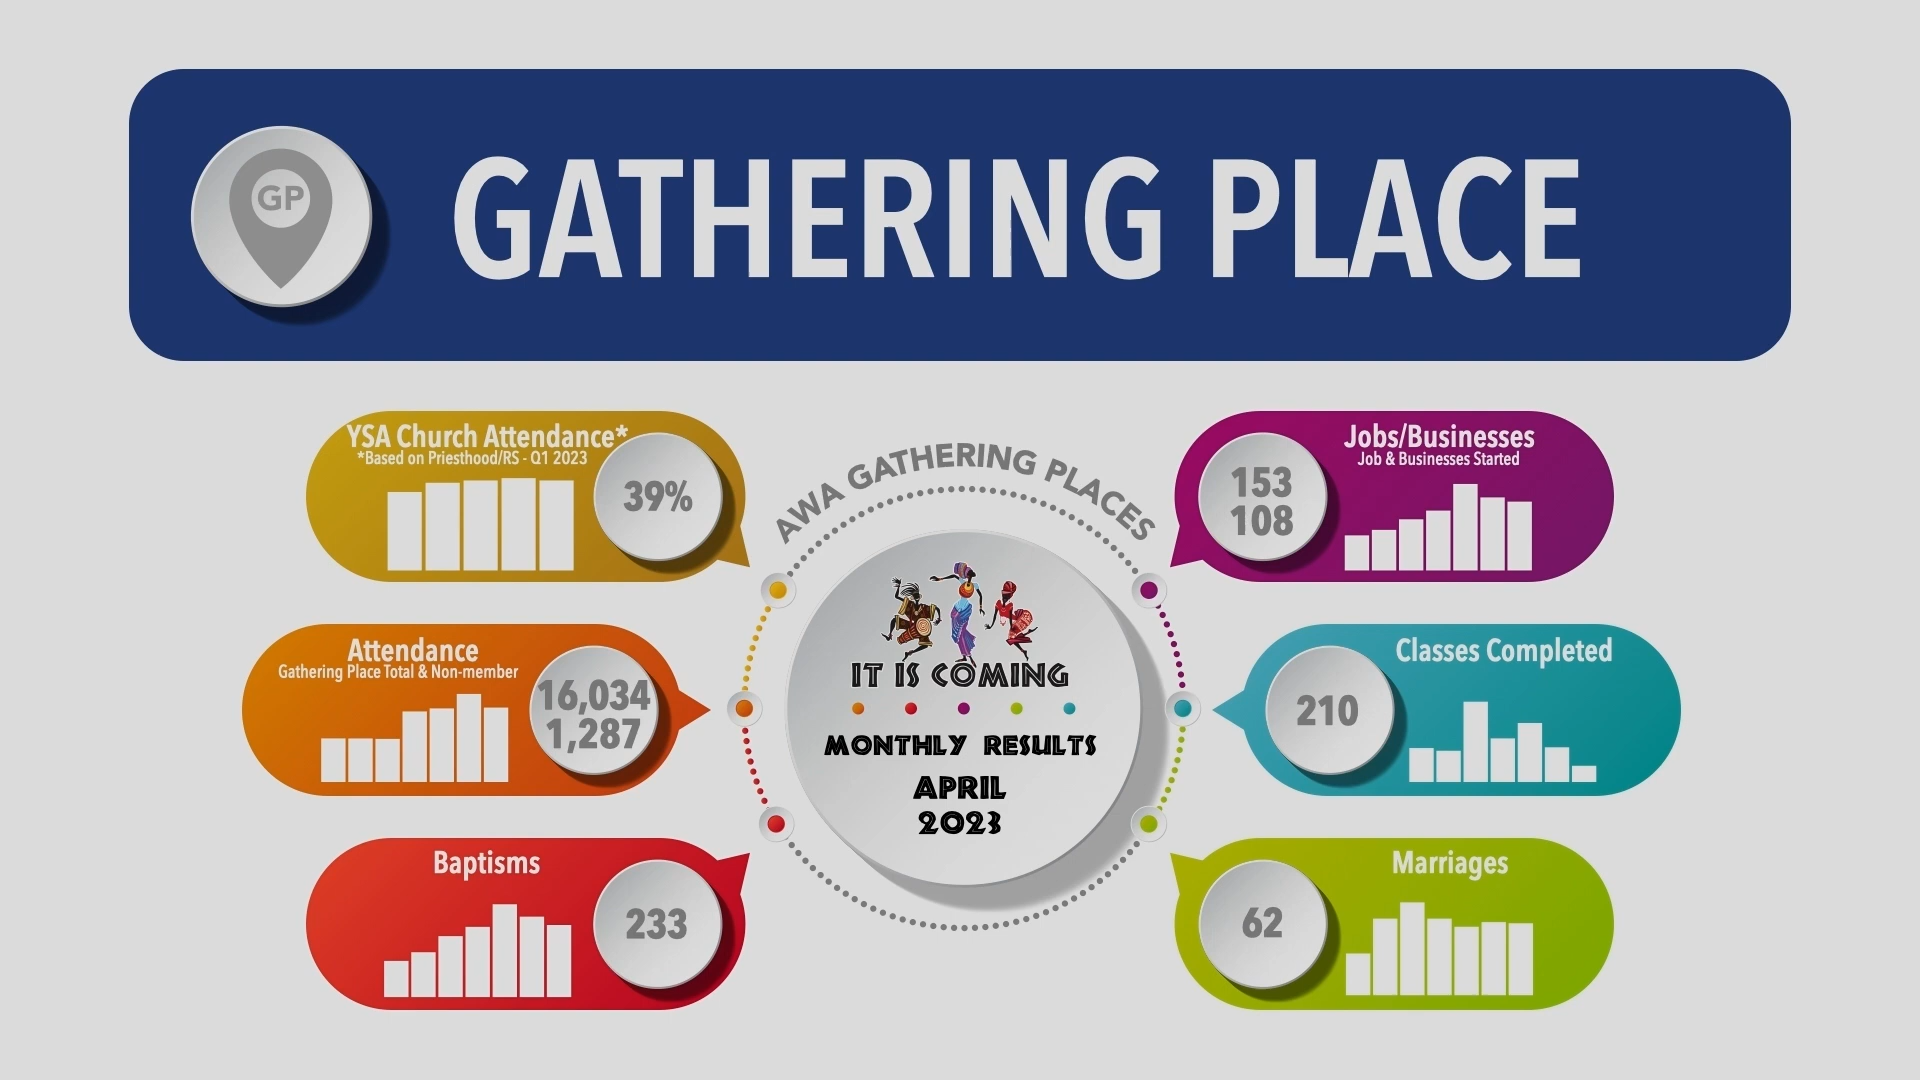 GP
GATHERING PLACE
YSA Church Attendance*
*Based on Priesthood/RS - Q1 2023
39%
Attendance
Gathering Place Total & Non-member
16,034
1,287
Baptisms
233
AWA GATHERING PLACES
IT IS COMING
MONTHLY RESULTS
APRIL
2023
Jobs/Businesses
Job & Businesses Started
153
108
Classes Completed
210
Marriages
62